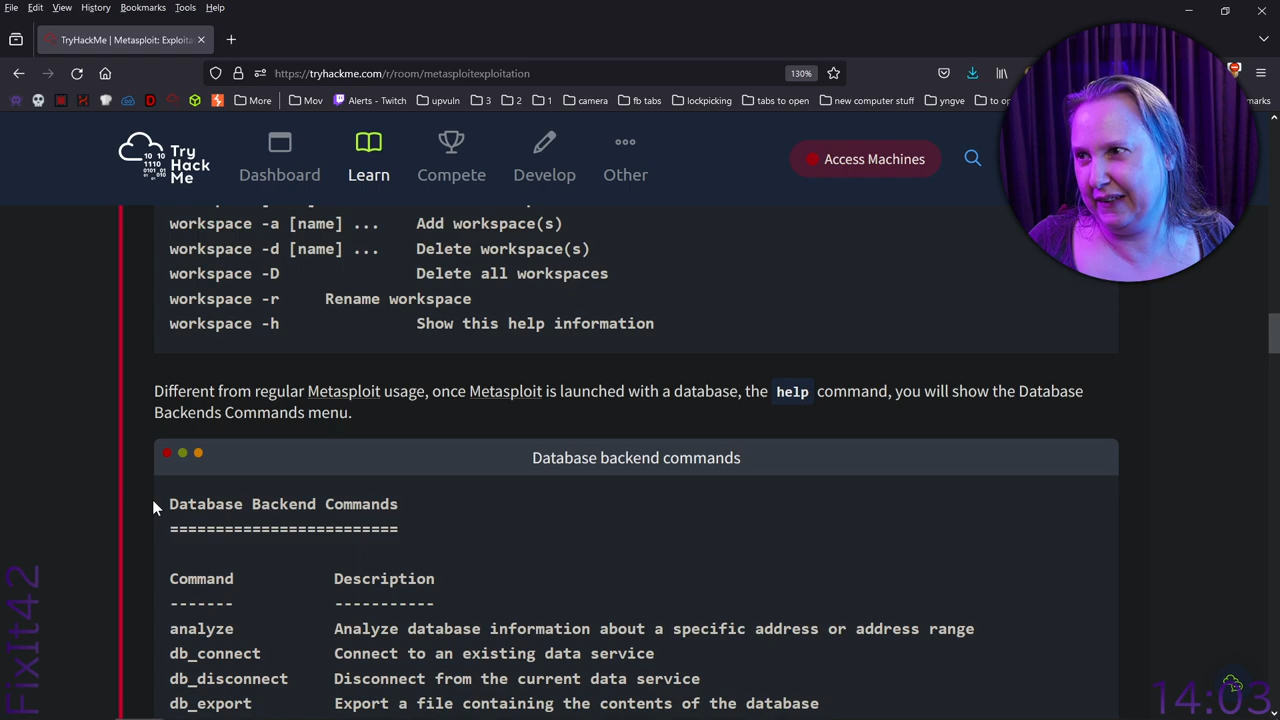 File Edit View History Bookmarks Tools Help
TryHackMe | Metasploit: Exploita
https://tryhackme.com/r/room/metasploitexploitation
130%
More Mov Alerts - Twitch upvuln 3 2 1 camera fb tabs lockpicking tabs to open new computer stuff yngve to o marks
Try Hack Me
Dashboard Learn Compete Develop Other
Access Machines
workspace -a [name] ... Add workspace(s)
workspace -d [name] ... Delete workspace(s)
workspace -D Delete all workspaces
workspace -r Rename workspace
workspace -h Show this help information
Different from regular Metasploit usage, once Metasploit is launched with a database, the help command, you will show the Database
Backends Commands menu.
Database backend commands
Database Backend Commands
=========================
Command Description
------- -----------
analyze Analyze database information about a specific address or address range
db_connect Connect to an existing data service
db_disconnect Disconnect from the current data service
db_export Export a file containing the contents of the database
FixIt42
14:03